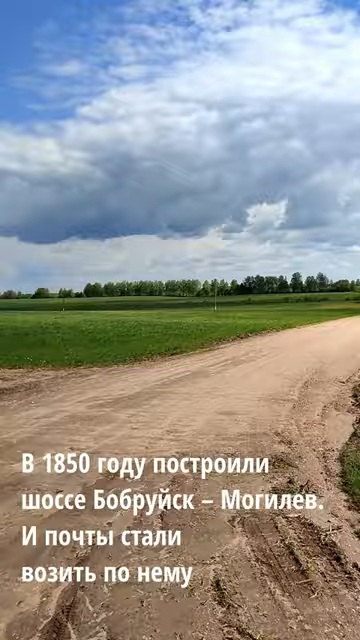 В 1850 году построили
шоссе Бобруйск – Могилев.
И почты стали
возить по нему